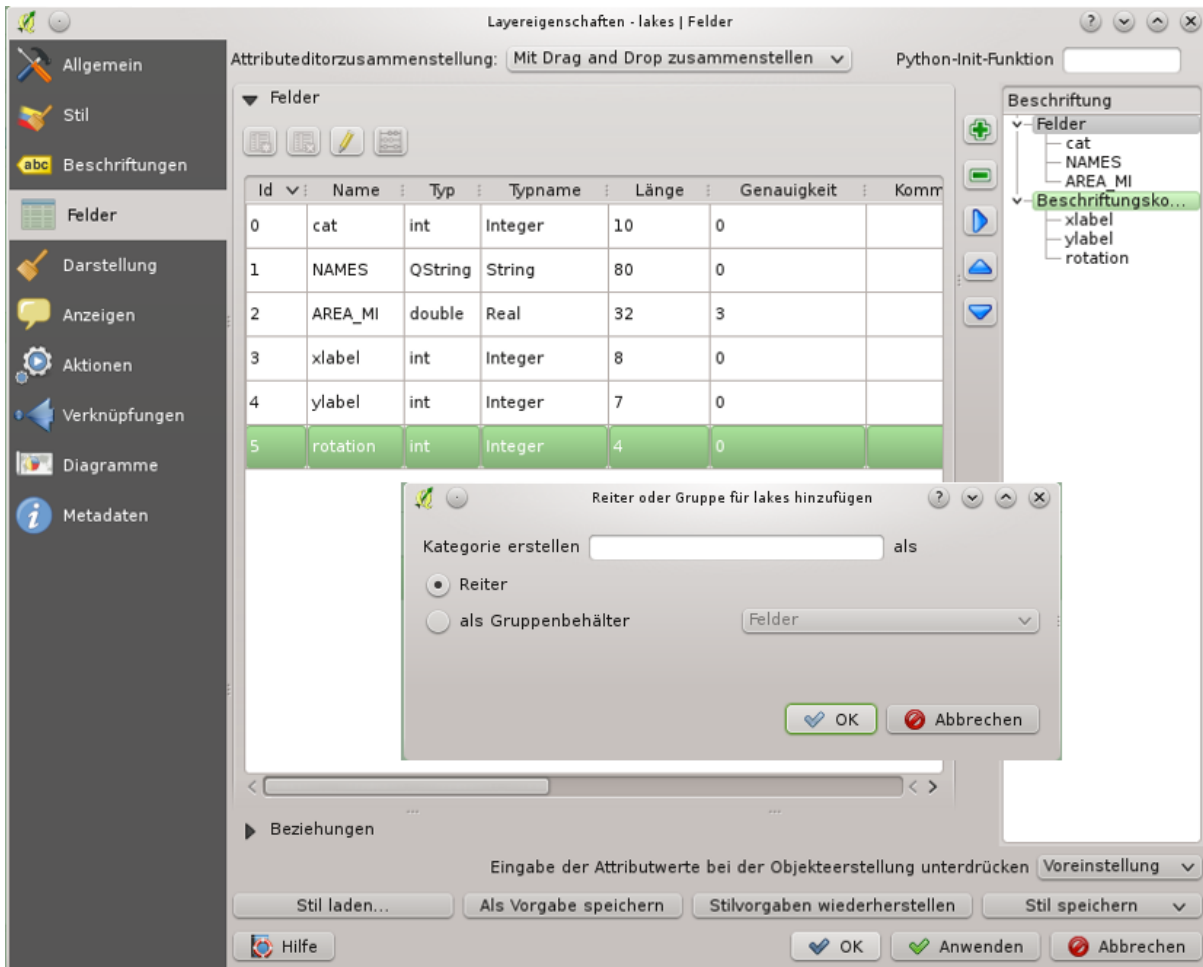 Layereigenschaften - lakes | Felder
Allgemein
Stil
abc Beschriftungen
Felder
Darstellung
Anzeigen
Aktionen
Verknüpfungen
Diagramme
Metadaten
Attributeditorzusammenstellung: Mit Drag and Drop zusammenstellen Python-Init-Funktion
Felder
Id Name Typ Typname Länge Genauigkeit Komm
0 cat int Integer 10 0
1 NAMES QString String 80 0
2 AREA_MI double Real 32 3
3 xlabel int Integer 8 0
4 ylabel int Integer 7 0
5 rotation int Integer 4 0
Beschriftung
Felder
cat
NAMES
AREA_MI
Beschriftungsko...
xlabel
ylabel
rotation
Reiter oder Gruppe für lakes hinzufügen
Kategorie erstellen als
Reiter
als Gruppenbehälter Felder
OK Abbrechen
Beziehungen
Eingabe der Attributwerte bei der Objekteerstellung unterdrücken Voreinstellung
Stil laden... Als Vorgabe speichern Stilvorgaben wiederherstellen Stil speichern
Hilfe OK Anwenden Abbrechen